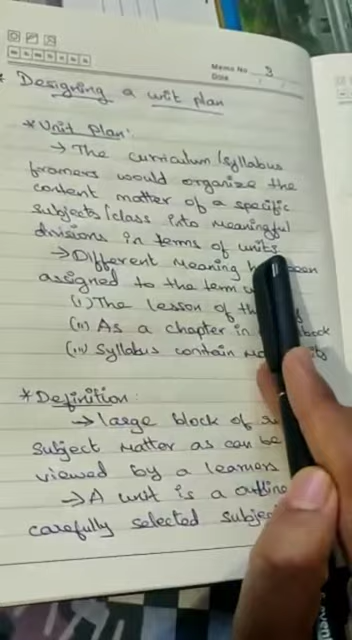 Memo No 3
Date
* Designing a unit plan
* Unit Plan:
→ The curriculum/syllabus
framers would organize the
content matter of a specific
subjects/class into meaningful
divisions in terms of units.
→ Different Meaning been
assigned to the term
(i) The lesson of the
(ii) As a chapter in book
(iii) Syllabus contain
* Definition:
→ large block of
subject matter as can be
viewed by a learners
→ A unit is a outline
carefully selected subject